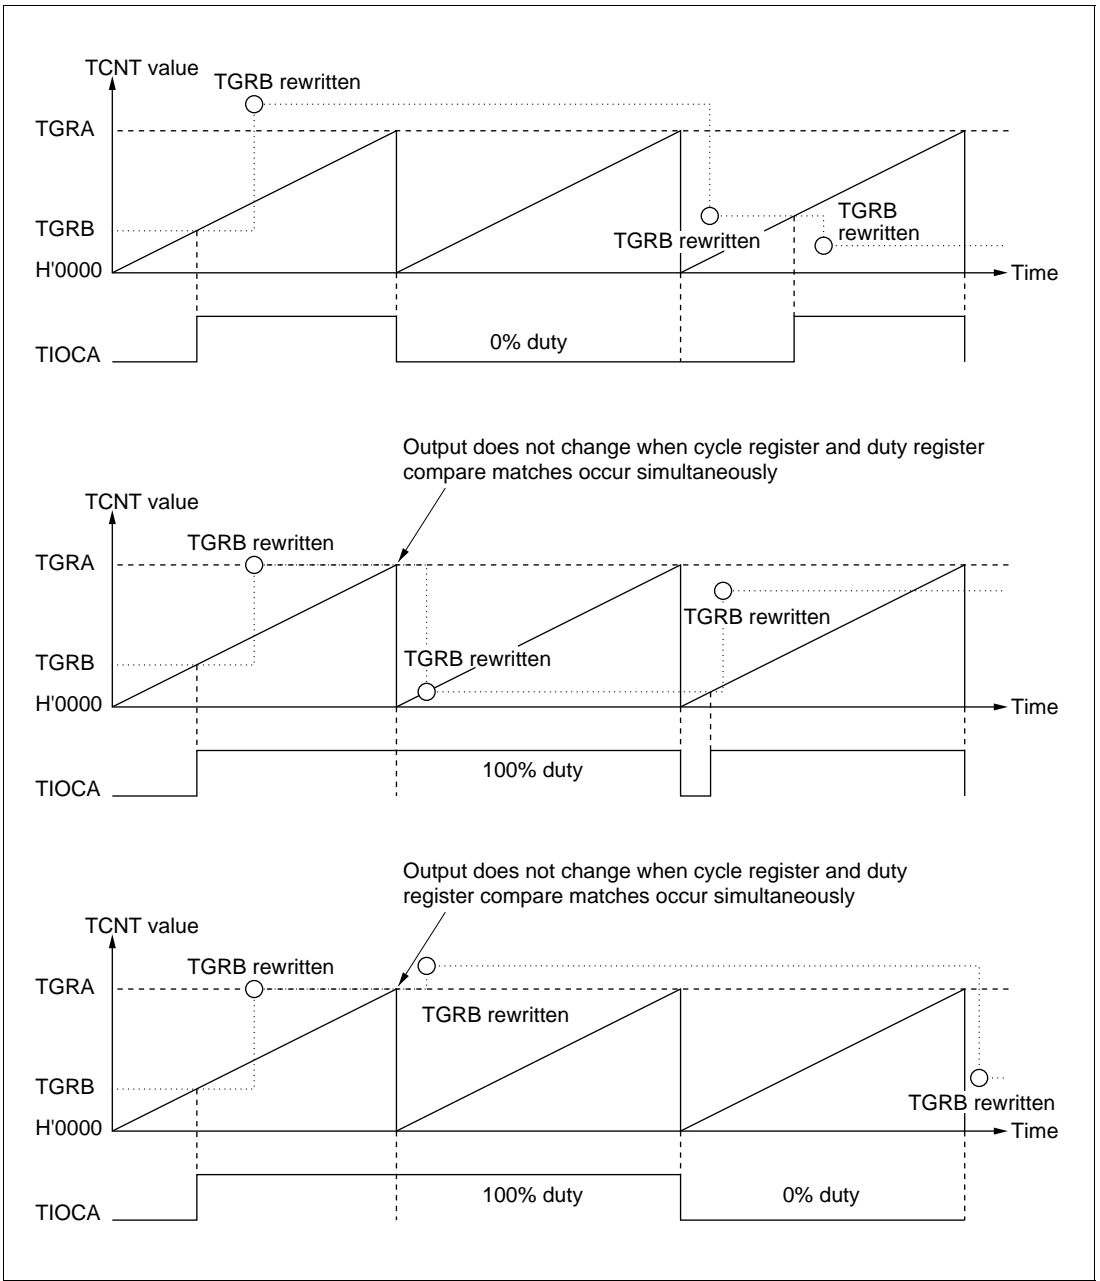 TCNT value
TGRB rewritten
TGRA
TGRB
rewritten
TGRB
TGRB rewritten
H'0000
Time
0% duty
TIOCA
Output does not change when cycle register and duty register
compare matches occur simultaneously
TCNT value
TGRB rewritten
TGRA
TGRB rewritten
TGRB
TGRB rewritten
H'0000
Time
100% duty
TIOCA
Output does not change when cycle register and duty
register compare matches occur simultaneously
TCNT value
TGRB rewritten
TGRA
TGRB rewritten
TGRB
TGRB rewritten
H'0000
Time
100% duty
0% duty
TIOCA